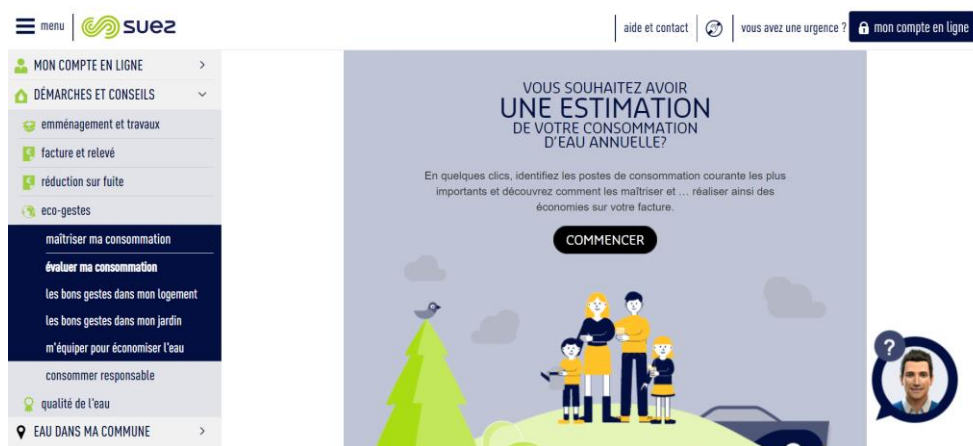 menu
suez
aide et contact
vous avez une urgence ?
mon compte en ligne
MON COMPTE EN LIGNE
DÉMARCHES ET CONSEILS
emménagement et travaux
facture et relevé
réduction sur fuite
eco-gestes
maîtriser ma consommation
évaluer ma consommation
les bons gestes dans mon logement
les bons gestes dans mon jardin
m'équiper pour économiser l'eau
consommer responsable
qualité de l'eau
EAU DANS MA COMMUNE
VOUS SOUHAITEZ AVOIR
UNE ESTIMATION
DE VOTRE CONSOMMATION
D'EAU ANNUELLE?
En quelques clics, identifiez les postes de consommation courante les plus
importants et découvrez comment les maîtriser et ... réaliser ainsi des
économies sur votre facture.
COMMENCER
?